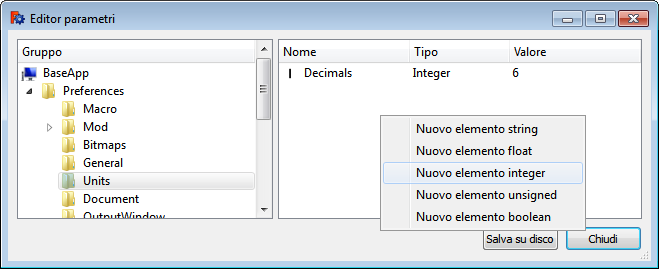 Editor parametri
Gruppo
BaseApp
Preferences
Macro
Mod
Bitmaps
General
Units
Document
OutputWindow
Nome Tipo Valore
Decimals Integer 6
Nuovo elemento string
Nuovo elemento float
Nuovo elemento integer
Nuovo elemento unsigned
Nuovo elemento boolean
Salva su disco Chiudi